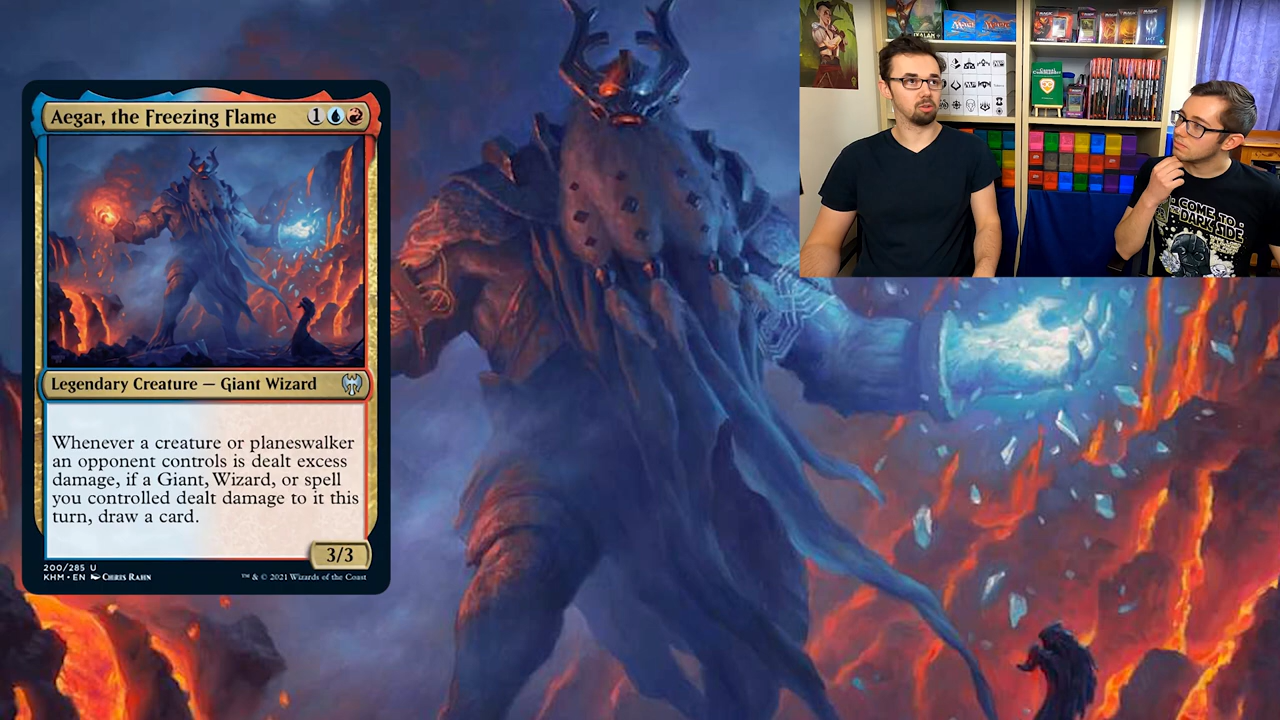 Aegar, the Freezing Flame 1
Legendary Creature — Giant Wizard
Whenever a creature or planeswalker
an opponent controls is dealt excess
damage, if a Giant, Wizard, or spell
you controlled dealt damage to it this
turn, draw a card.
3/3
200/285 U
KHM • EN CHRIS RAHN
™ & © 2021 Wizards of the Coast
COME TO
THE
DARK SIDE